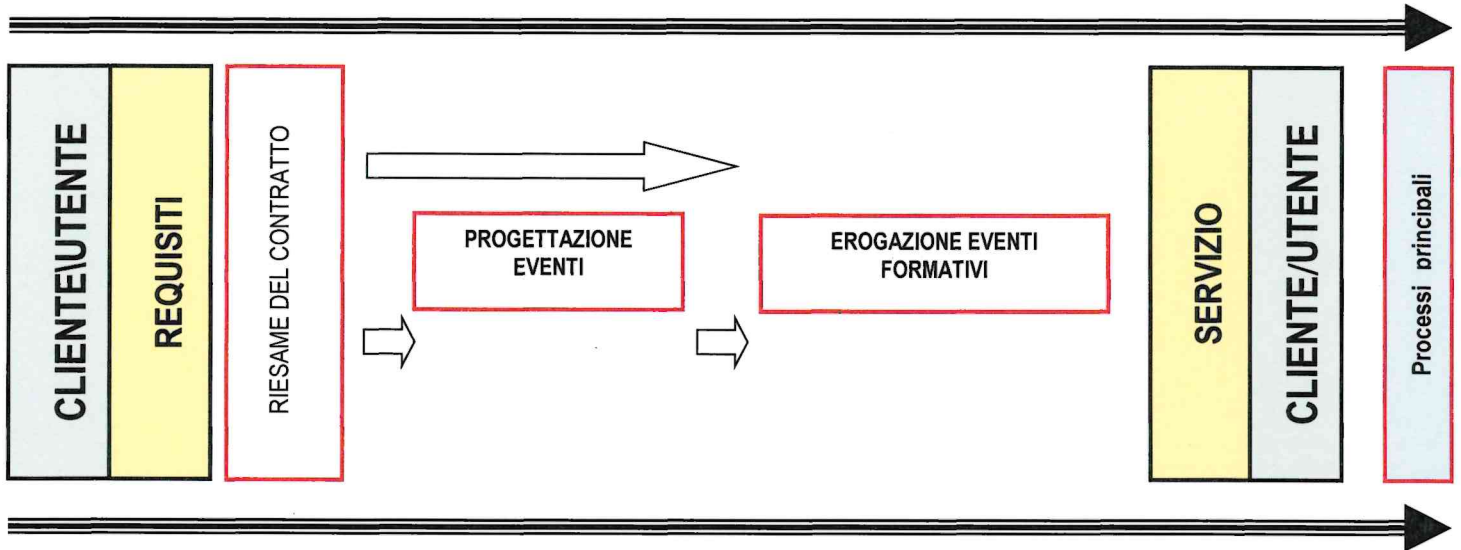 CLIENTE\UTENTE
REQUISITI
RIESAME DEL CONTRATTO
PROGETTAZIONE
EVENTI
EROGAZIONE EVENTI
FORMATIVI
SERVIZIO
CLIENTE/UTENTE
Processi principali